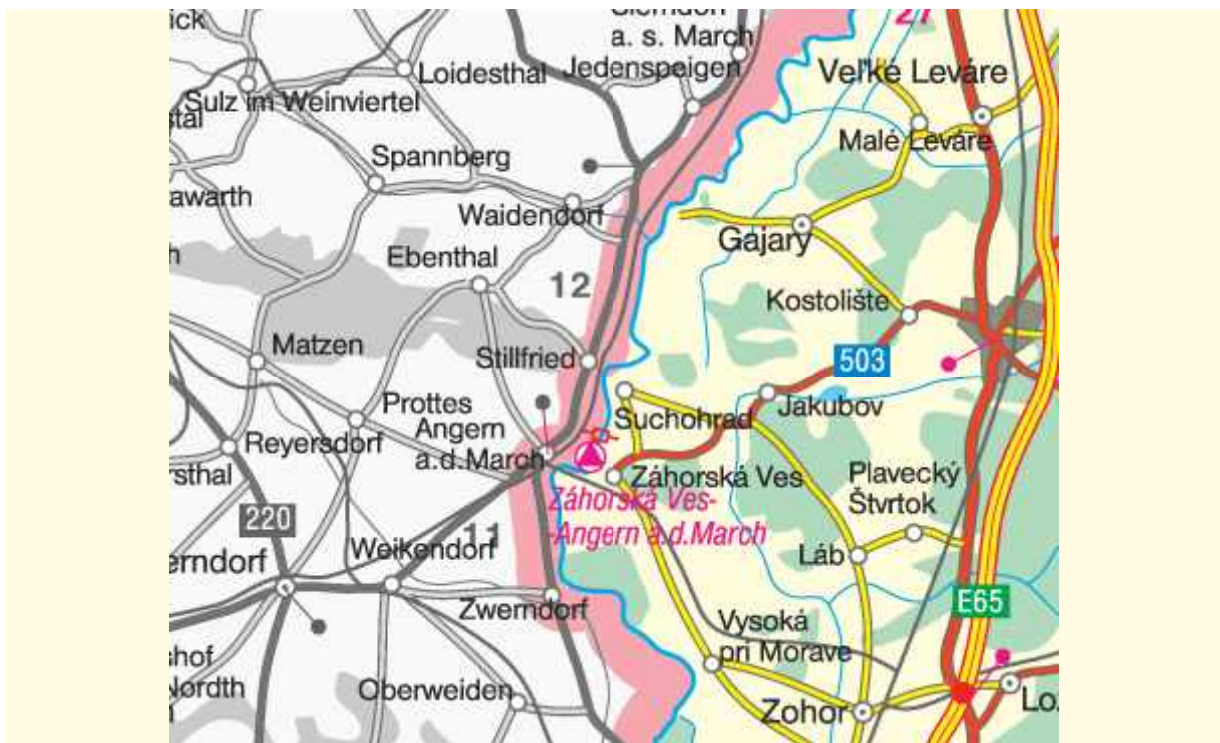 27
a. s. March
Loidesthal
Jedenspeigen
Veľké Leváre
Sulz im Weinviertel
Malé Leváre
Spannberg
Waidendorf
Gajary
Ebenthal
12
Kostolište
Matzen
Stillfried
503
Prottes
Suchohrad
Jakubov
Angern
a.d.March
Reyersdorf
Záhorská Ves
Plavecký
Štvrtok
Záhorská Ves-
-Angern a.d.March
220
11
Weikendorf
Láb
E65
Zwerndorf
Vysoká
pri Morave
Oberweiden
Zohor